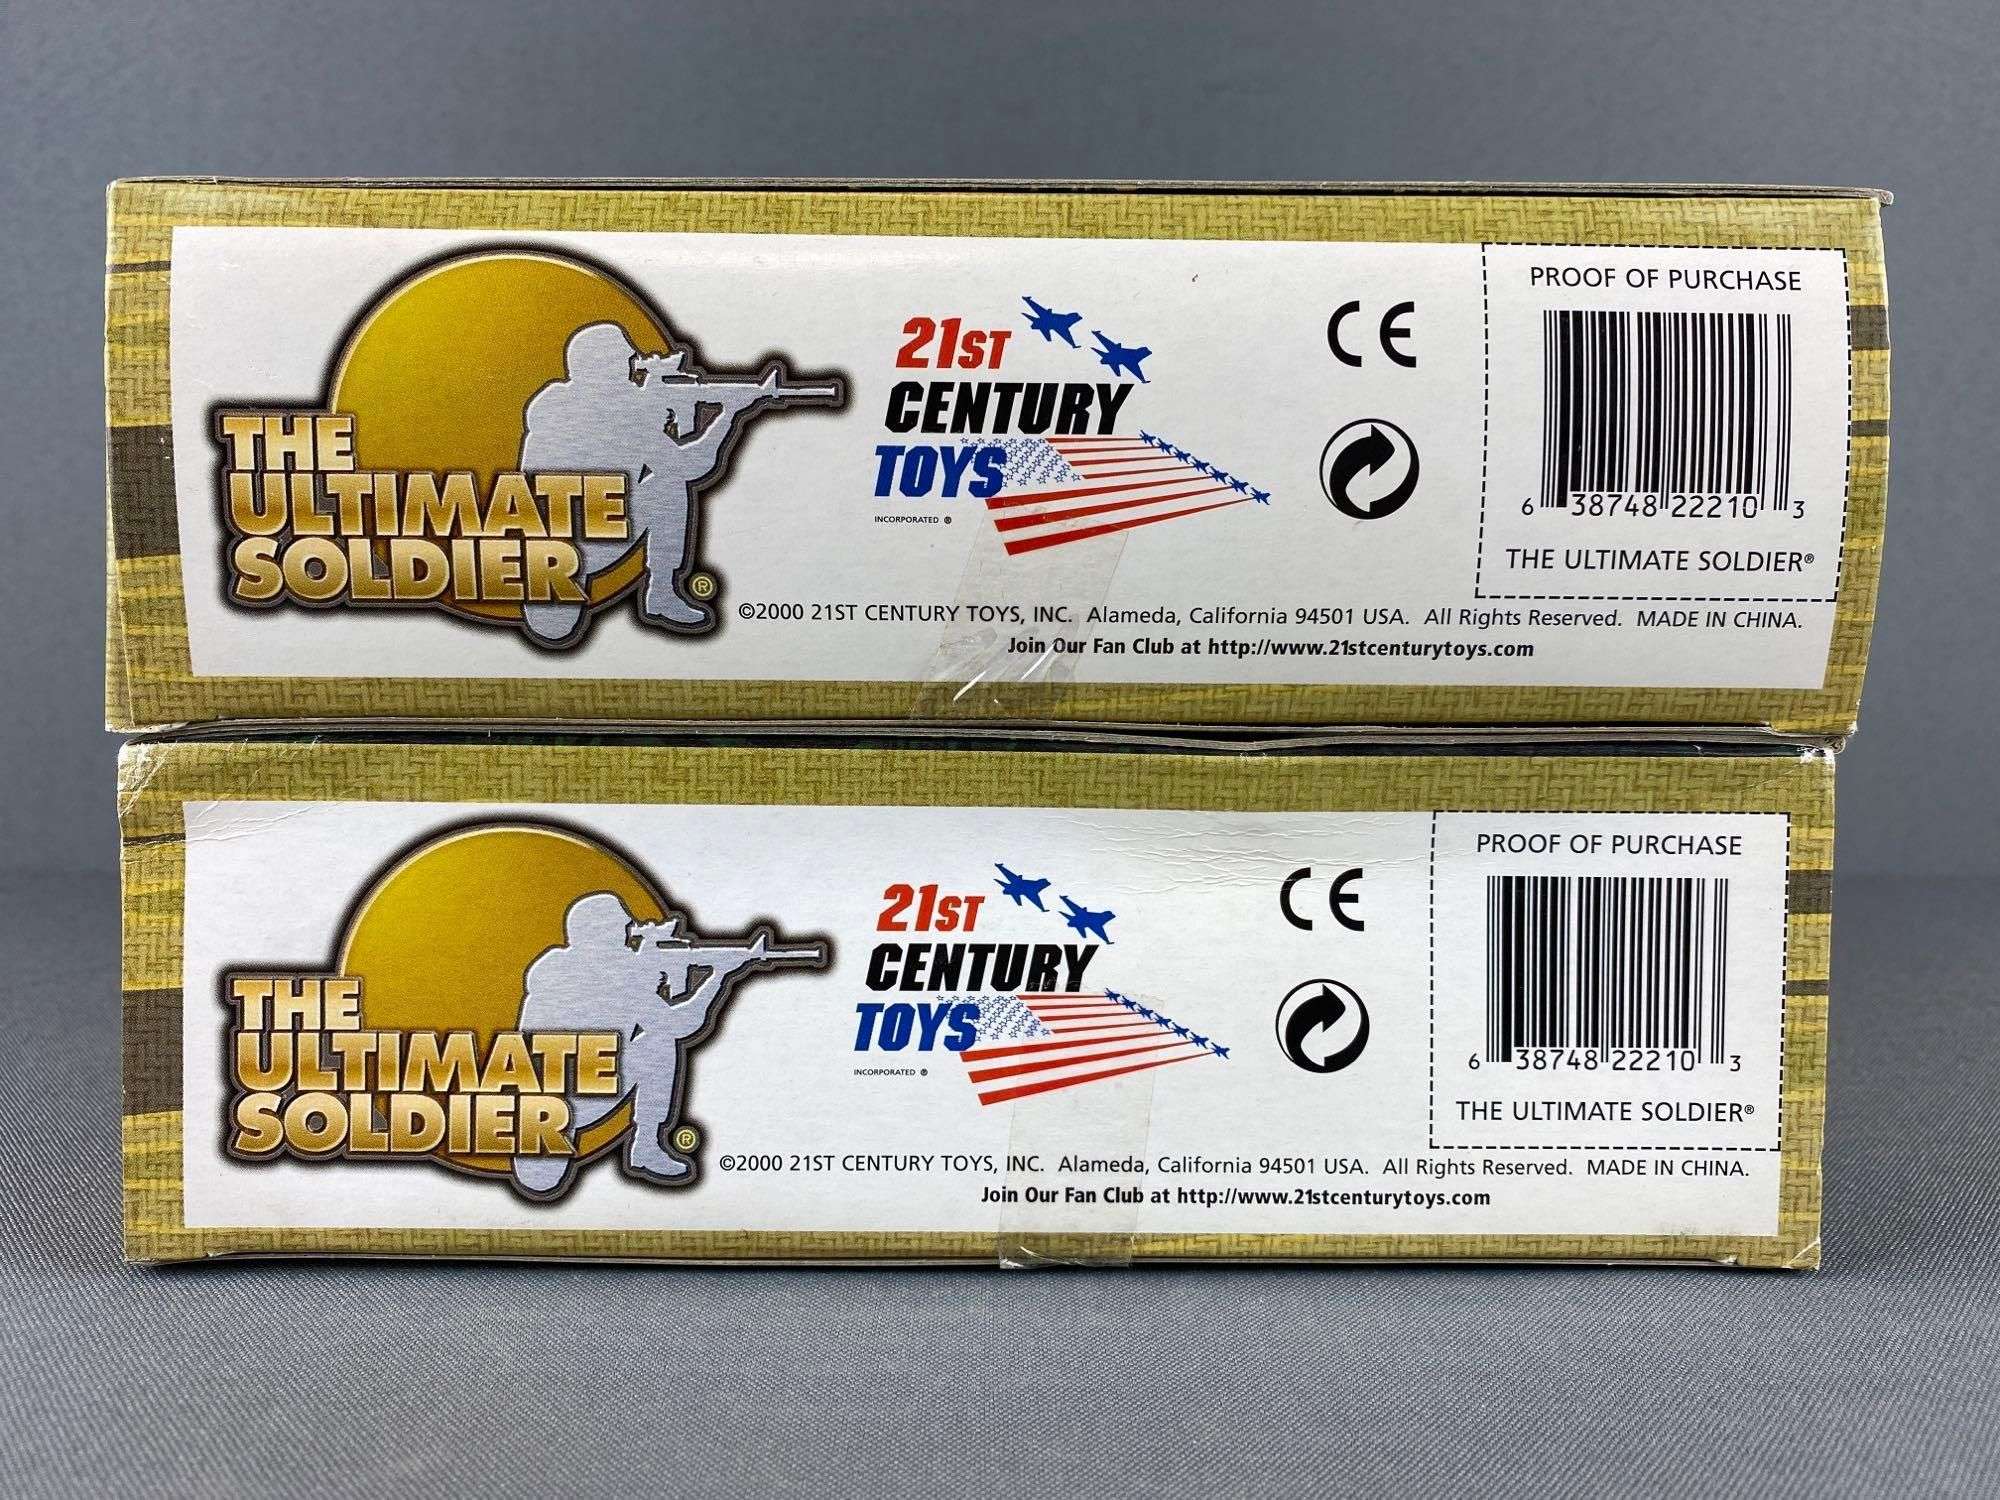 THE
ULTIMATE
SOLDIER®
21ST
CENTURY
TOYS
INCORPORATED ®
CE
PROOF OF PURCHASE
6 38748 22210 3
THE ULTIMATE SOLDIER®
©2000 21ST CENTURY TOYS, INC. Alameda, California 94501 USA. All Rights Reserved. MADE IN CHINA.
Join Our Fan Club at http://www.21stcenturytoys.com
THE
ULTIMATE
SOLDIER®
21ST
CENTURY
TOYS
INCORPORATED ®
CE
PROOF OF PURCHASE
6 38748 22210 3
THE ULTIMATE SOLDIER®
©2000 21ST CENTURY TOYS, INC. Alameda, California 94501 USA. All Rights Reserved. MADE IN CHINA.
Join Our Fan Club at http://www.21stcenturytoys.com